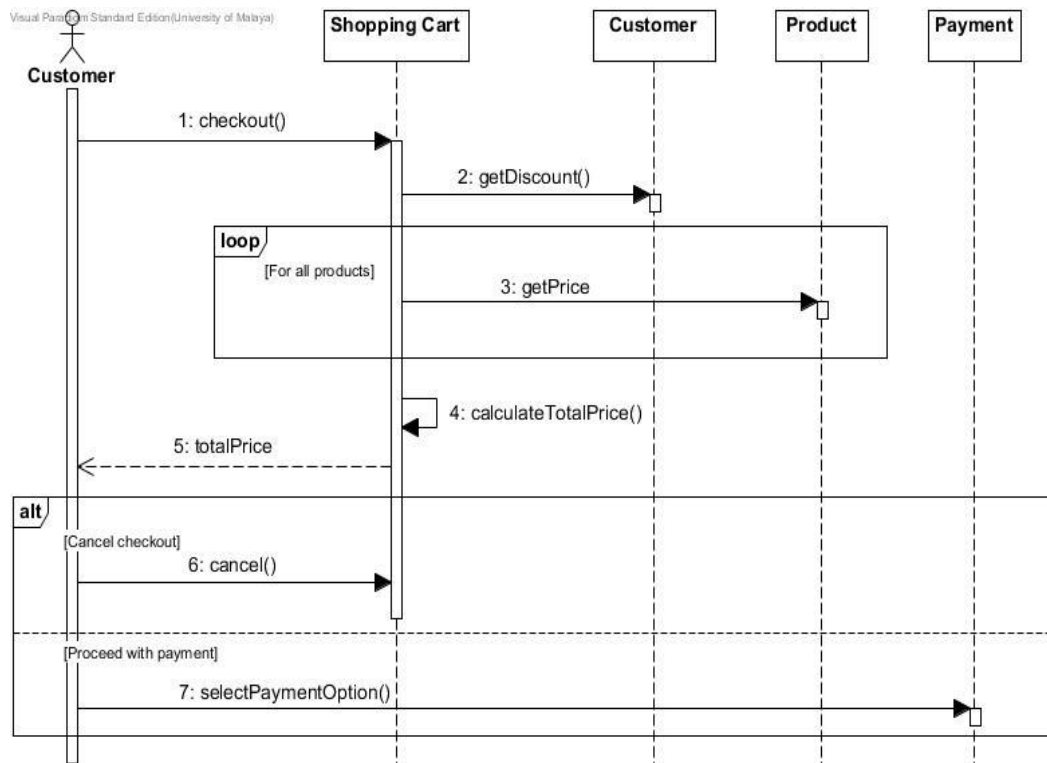 Visual Paradigm Standard Edition(University of Malaya)
Customer
Shopping Cart
Customer
Product
Payment
1: checkout()
2: getDiscount()
loop
[For all products]
3: getPrice
4: calculateTotalPrice()
5: totalPrice
alt
[Cancel checkout]
6: cancel()
[Proceed with payment]
7: selectPaymentOption()